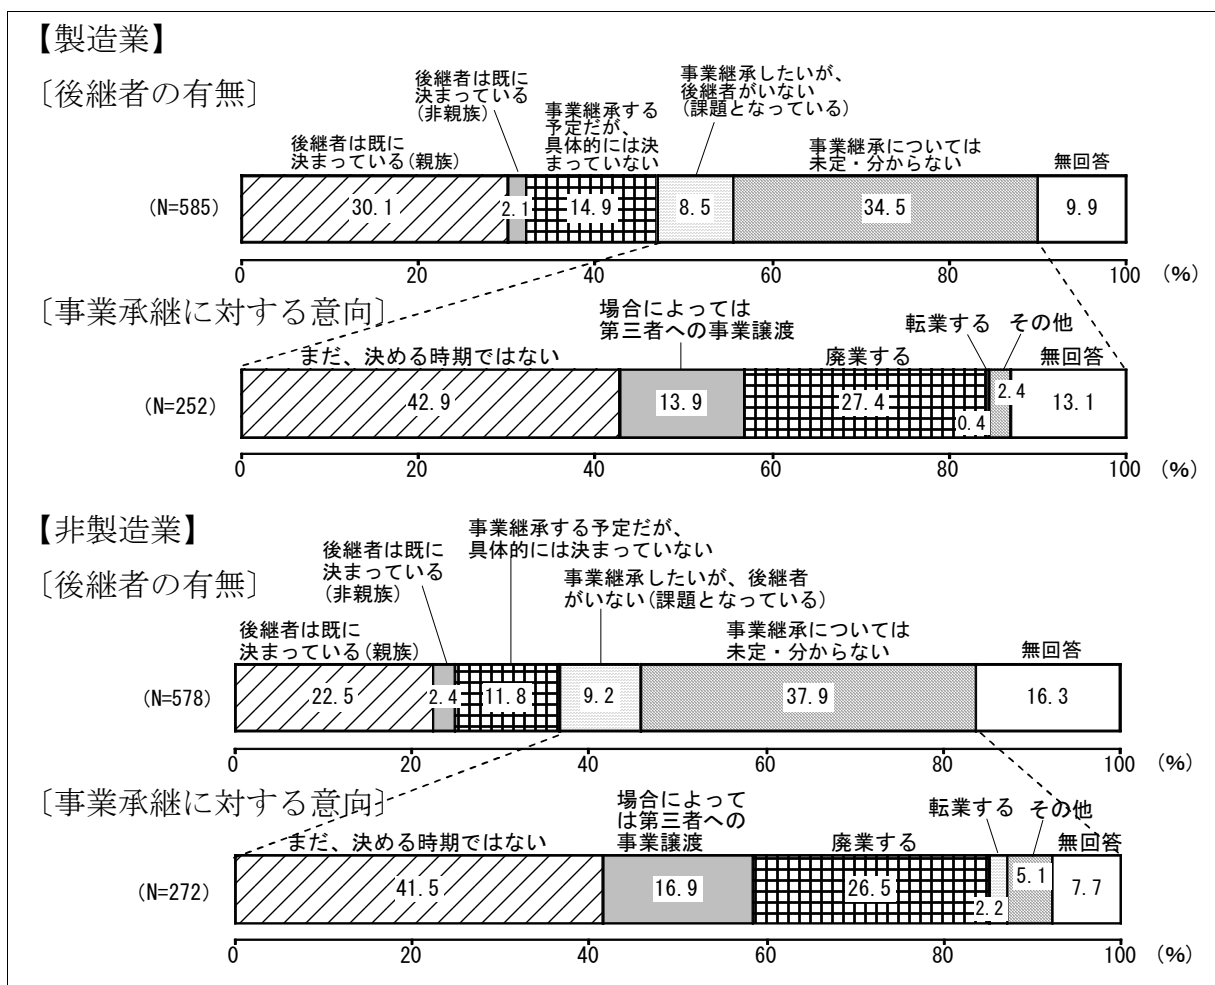 【製造業】
〔後継者の有無〕
後継者は既に
決まっている(親族)
後継者は既に
決まっている
(非親族)
事業継承する
予定だが、
具体的には決
まっていない
事業継承したいが、
後継者がいない
(課題となっている)
事業継承については
未定・分からない
無回答
(N=585)
30.1
2.1
14.9
8.5
34.5
9.9
0 20 40 60 80 100 (%)
〔事業承継に対する意向〕
まだ、決める時期ではない
場合によっては
第三者への事業譲渡
廃業する
転業する
その他
無回答
(N=252)
42.9
13.9
27.4
0.4
2.4
13.1
0 20 40 60 80 100 (%)
【非製造業】
〔後継者の有無〕
後継者は既に
決まっている(親族)
後継者は既に
決まっている
(非親族)
事業継承する予定だが、
具体的には決まっていない
事業継承したいが、後継者
がいない(課題となっている)
事業継承については
未定・分からない
無回答
(N=578)
22.5
2.4
11.8
9.2
37.9
16.3
0 20 40 60 80 100 (%)
〔事業承継に対する意向〕
まだ、決める時期ではない
場合によって
は第三者への
事業譲渡
廃業する
転業する
その他
無回答
(N=272)
41.5
16.9
26.5
2.2
5.1
7.7
0 20 40 60 80 100 (%)